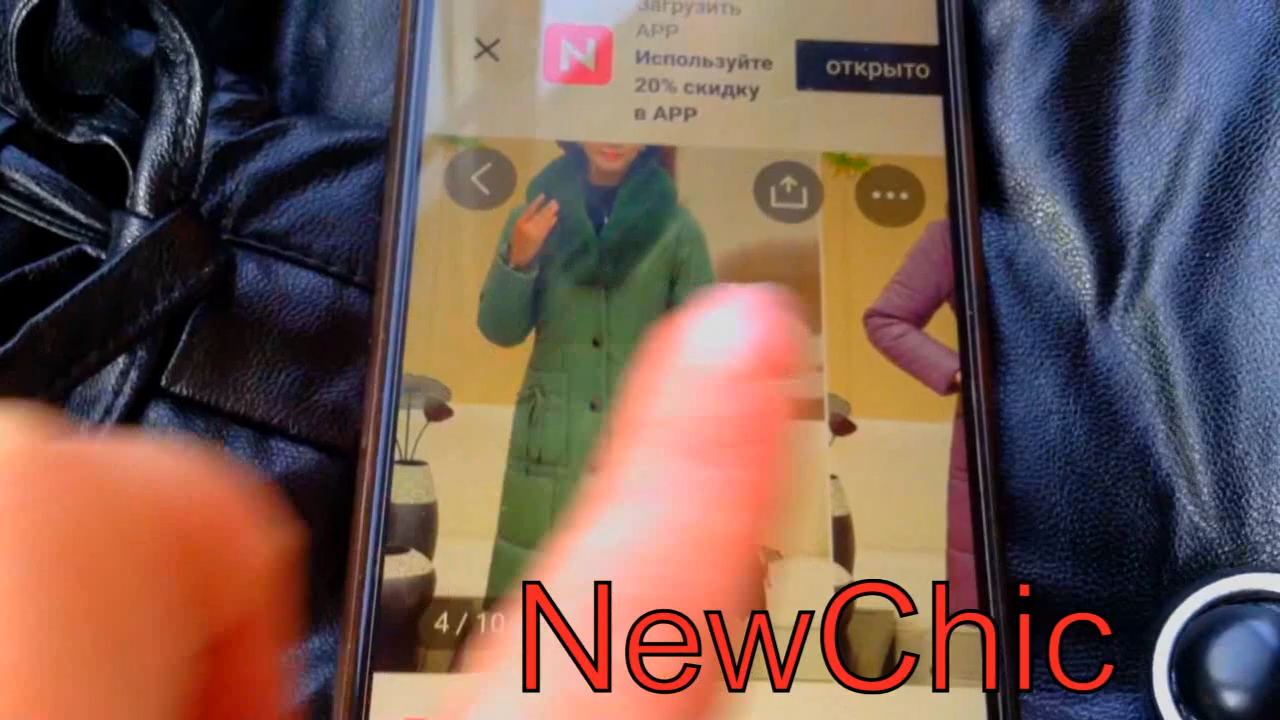 Загрузить
APP
Используйте
20% скидку
в APP
N
открыто
4 / 10
NewChic